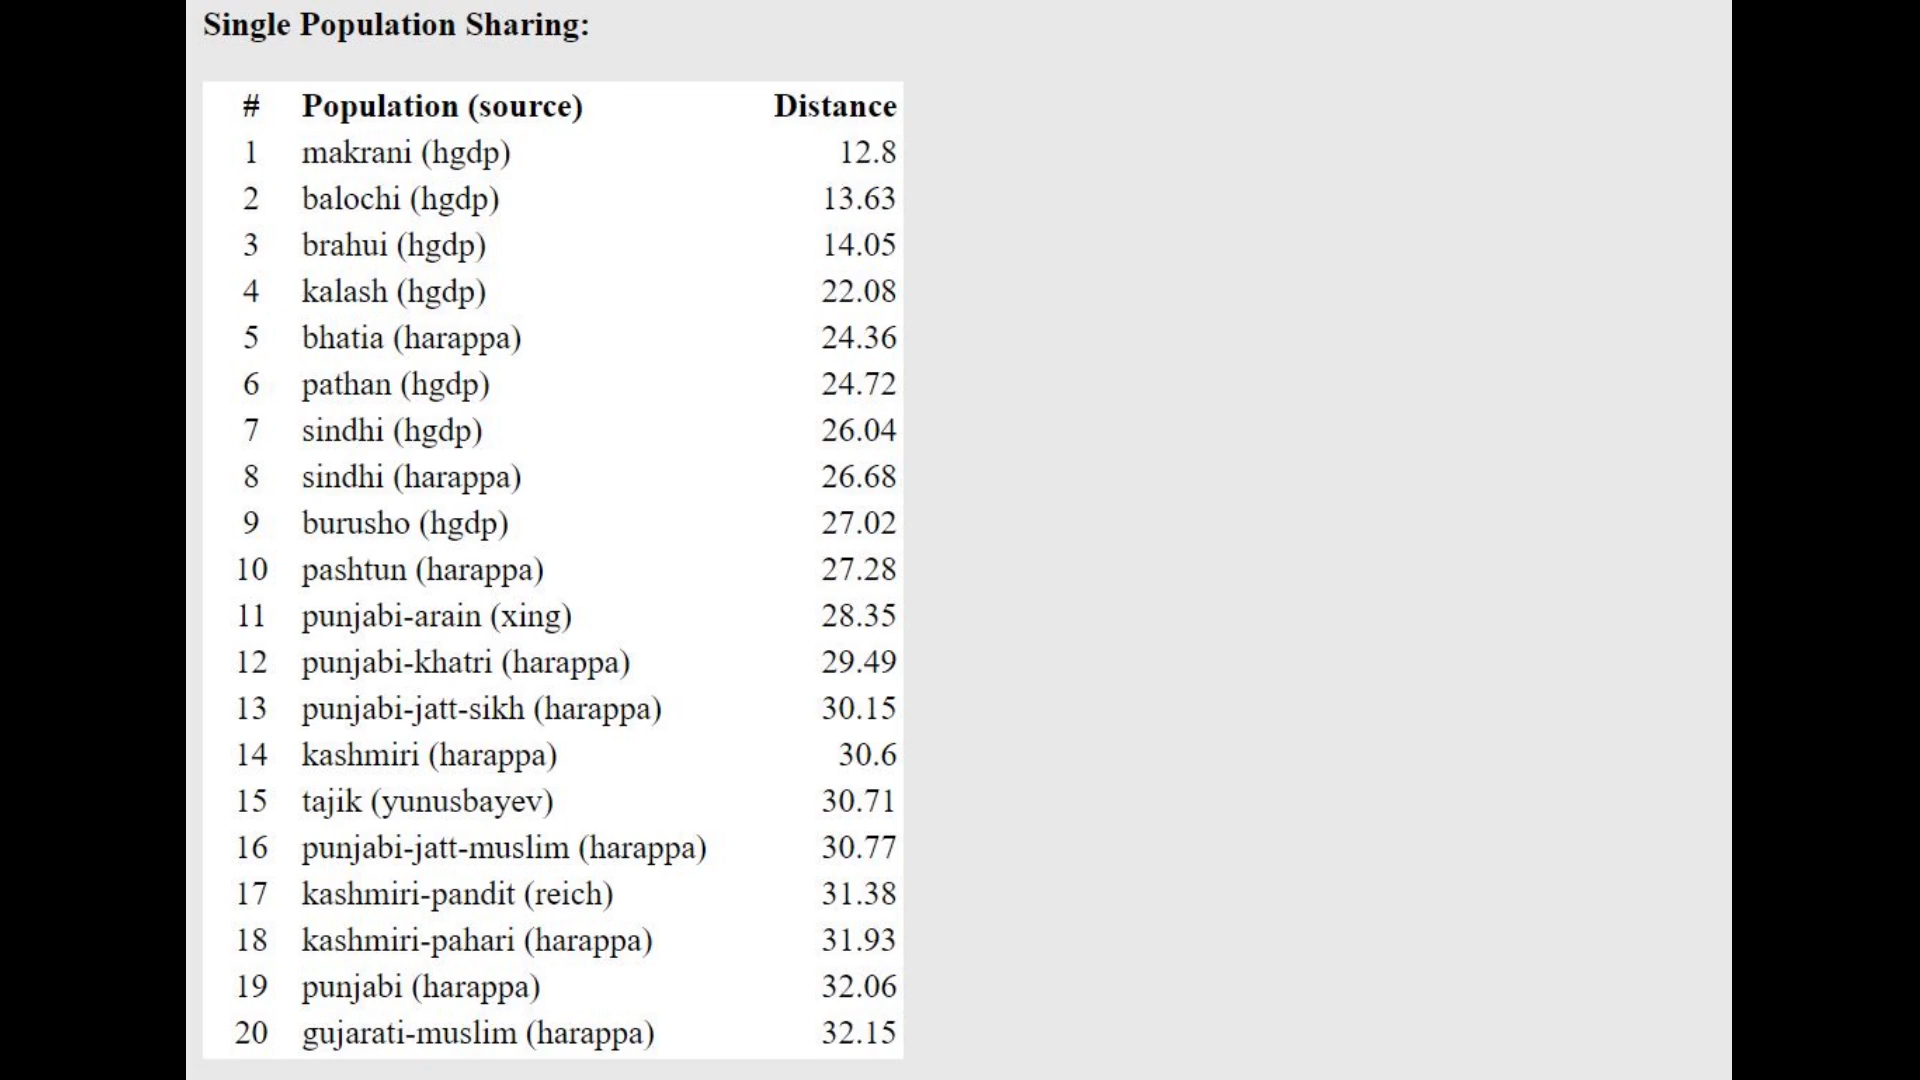 Single Population Sharing:
# Population (source) Distance
1 makrani (hgdp) 12.8
2 balochi (hgdp) 13.63
3 brahui (hgdp) 14.05
4 kalash (hgdp) 22.08
5 bhatia (harappa) 24.36
6 pathan (hgdp) 24.72
7 sindhi (hgdp) 26.04
8 sindhi (harappa) 26.68
9 burusho (hgdp) 27.02
10 pashtun (harappa) 27.28
11 punjabi-arain (xing) 28.35
12 punjabi-khatri (harappa) 29.49
13 punjabi-jatt-sikh (harappa) 30.15
14 kashmiri (harappa) 30.6
15 tajik (yunusbayev) 30.71
16 punjabi-jatt-muslim (harappa) 30.77
17 kashmiri-pandit (reich) 31.38
18 kashmiri-pahari (harappa) 31.93
19 punjabi (harappa) 32.06
20 gujarati-muslim (harappa) 32.15